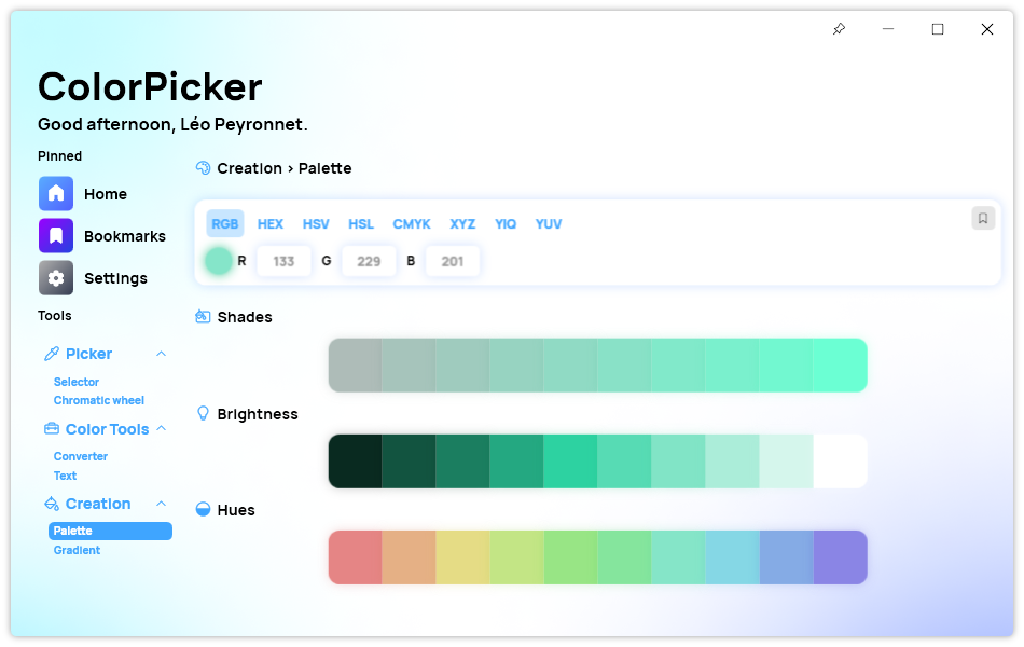 ColorPicker
Good afternoon, Léo Peyronnet.
Pinned
Home
Bookmarks
Settings
Tools
Picker
Selector
Chromatic wheel
Color Tools
Converter
Text
Creation
Palette
Gradient
Creation > Palette
RGB HEX HSV HSL CMYK XYZ YIQ YUV
R 133 G 229 B 201
Shades
Brightness
Hues